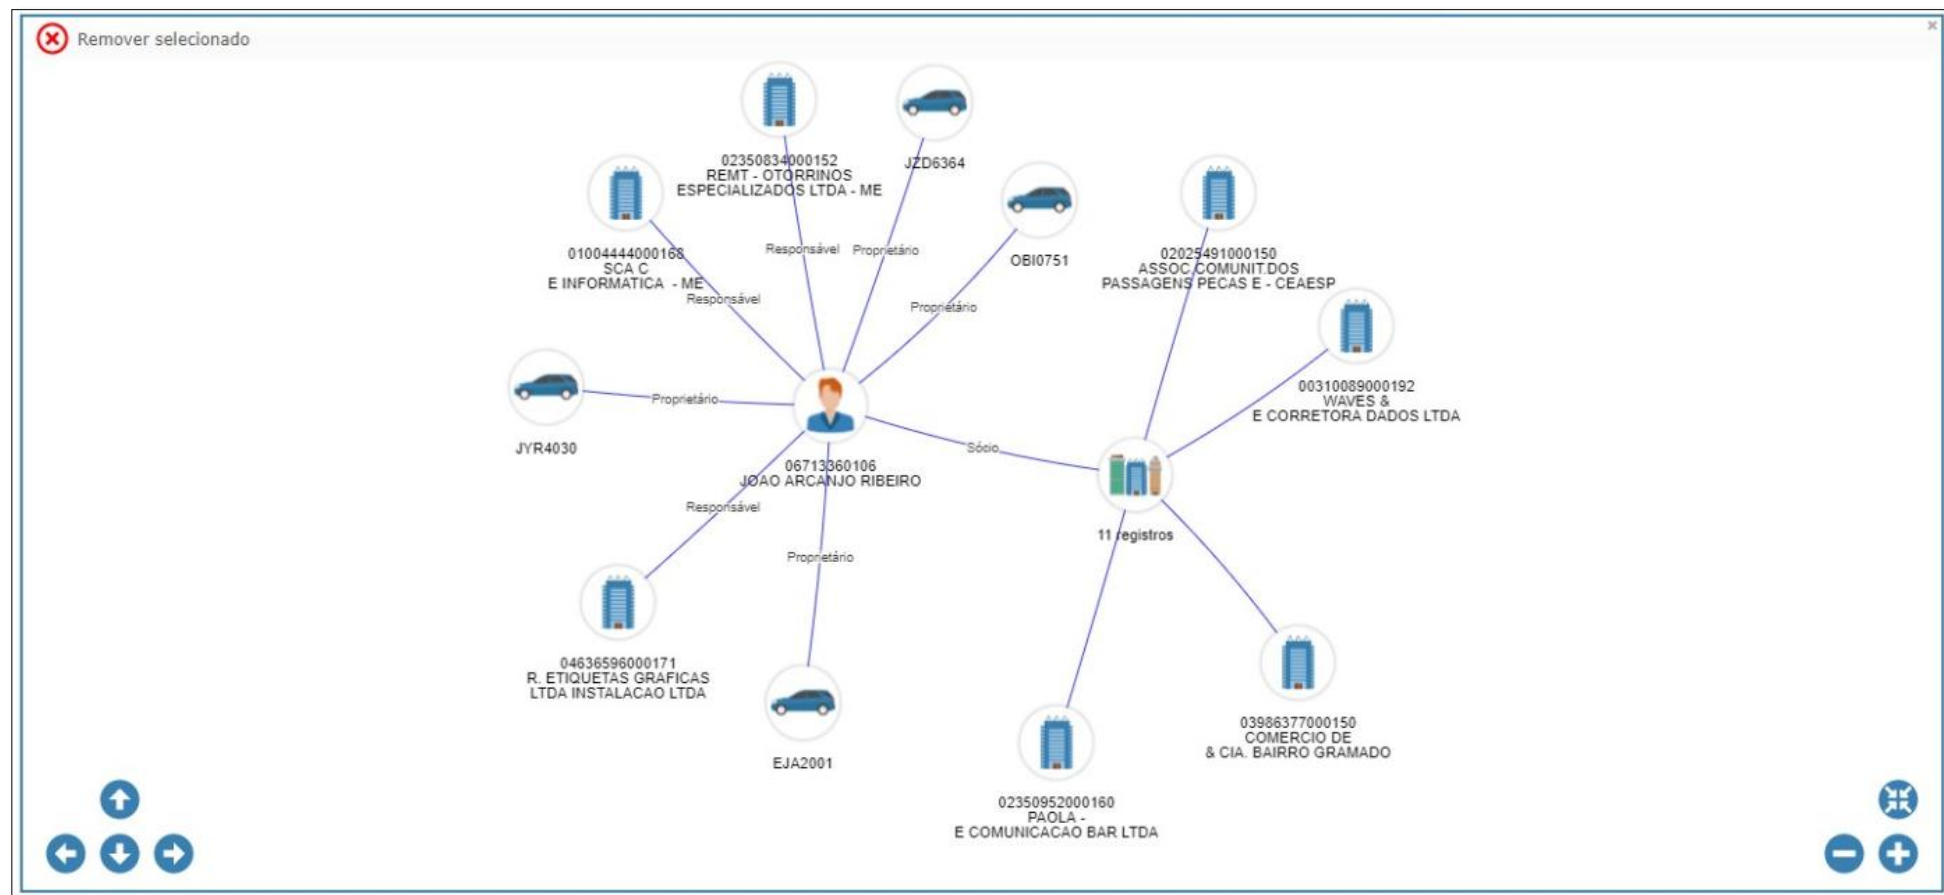 Remover selecionado
02350834000152
REMT - OTORRINOS
ESPECIALIZADOS LTDA - ME
JZD6364
01004444000168
SCA C
E INFORMATICA - ME
OBI0751
02025491000150
ASSOC.COMUNIT.DOS
PASSAGENS PECAS E - CEAESP
Responsável
Proprietário
Responsável
Proprietário
00310089000192
WAVES &
E CORRETORA DADOS LTDA
Proprietário
JYR4030
Sócio
06713360106
JOAO ARCANJO RIBEIRO
Responsável
11 registros
Proprietário
04636596000171
R. ETIQUETAS GRAFICAS
LTDA INSTALACAO LTDA
EJA2001
03986377000150
COMERCIO DE
& CIA. BAIRRO GRAMADO
02350952000160
PAOLA -
E COMUNICACAO BAR LTDA